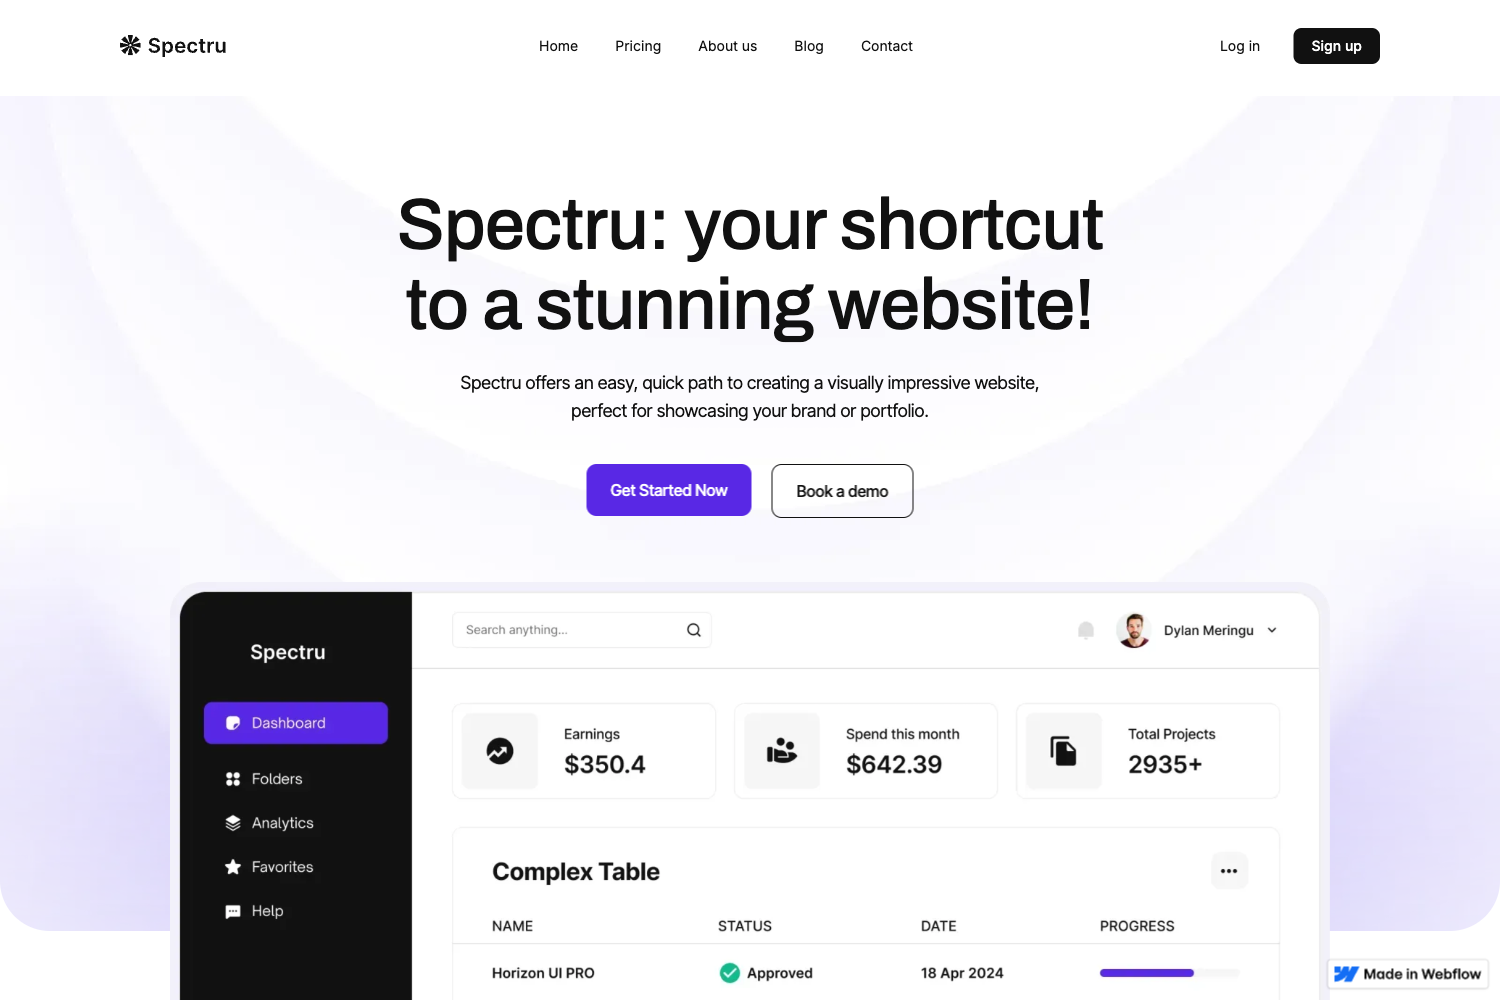 Spectru
Home
Pricing
About us
Blog
Contact
Log in
Sign up
Spectru: your shortcut
to a stunning website!
Spectru offers an easy, quick path to creating a visually impressive website,
perfect for showcasing your brand or portfolio.
Get Started Now
Book a demo
Spectru
Search anything...
Dylan Meringu
Dashboard
Folders
Analytics
Favorites
Help
Earnings
$350.4
Spend this month
$642.39
Total Projects
2935+
Complex Table
NAME
STATUS
DATE
PROGRESS
Horizon UI PRO
Approved
18 Apr 2024
Made in Webflow